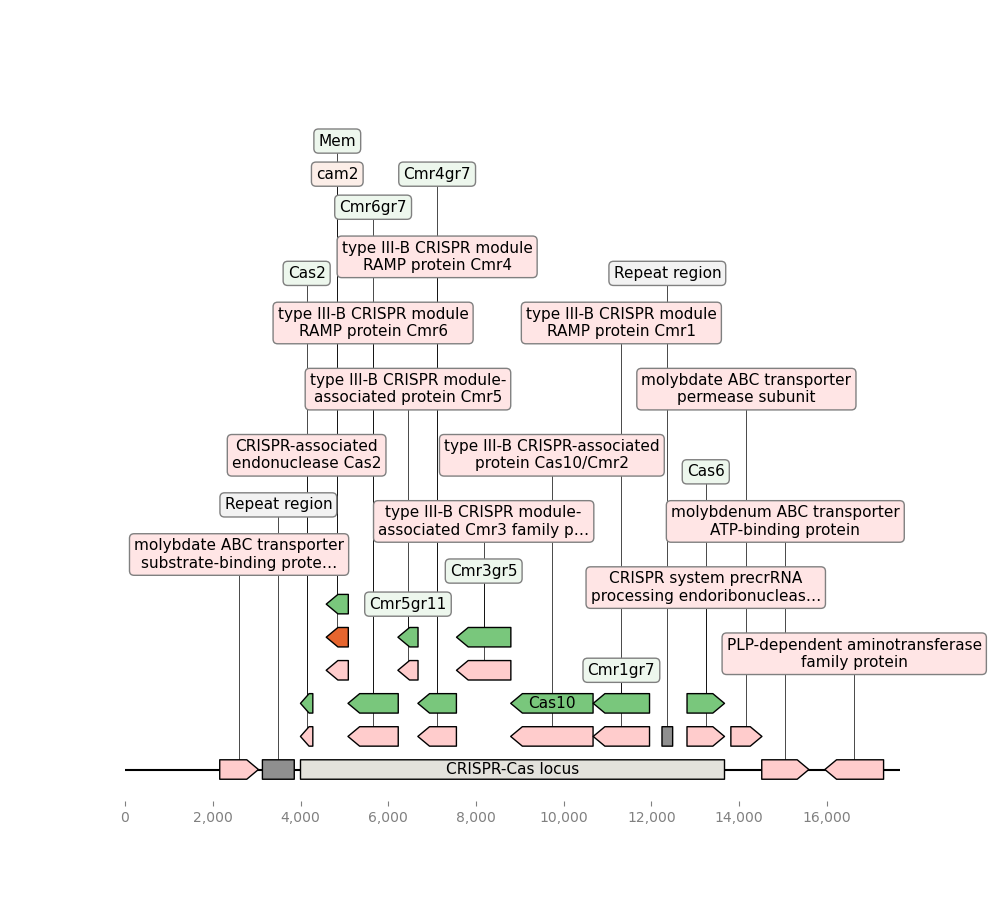 Mem
cam2
Cmr4gr7
Cmr6gr7
type III-B CRISPR module
RAMP protein Cmr4
Cas2
Repeat region
type III-B CRISPR module
RAMP protein Cmr6
type III-B CRISPR module
RAMP protein Cmr1
type III-B CRISPR module-
associated protein Cmr5
molybdate ABC transporter
permease subunit
CRISPR-associated
endonuclease Cas2
type III-B CRISPR-associated
protein Cas10/Cmr2
Cas6
Repeat region
type III-B CRISPR module-
associated Cmr3 family p…
molybdenum ABC transporter
ATP-binding protein
molybdate ABC transporter
substrate-binding prote…
Cmr3gr5
CRISPR system precrRNA
processing endoribonucleas…
Cmr5gr11
PLP-dependent aminotransferase
family protein
Cmr1gr7
Cas10
CRISPR-Cas locus
0 2,000 4,000 6,000 8,000 10,000 12,000 14,000 16,000